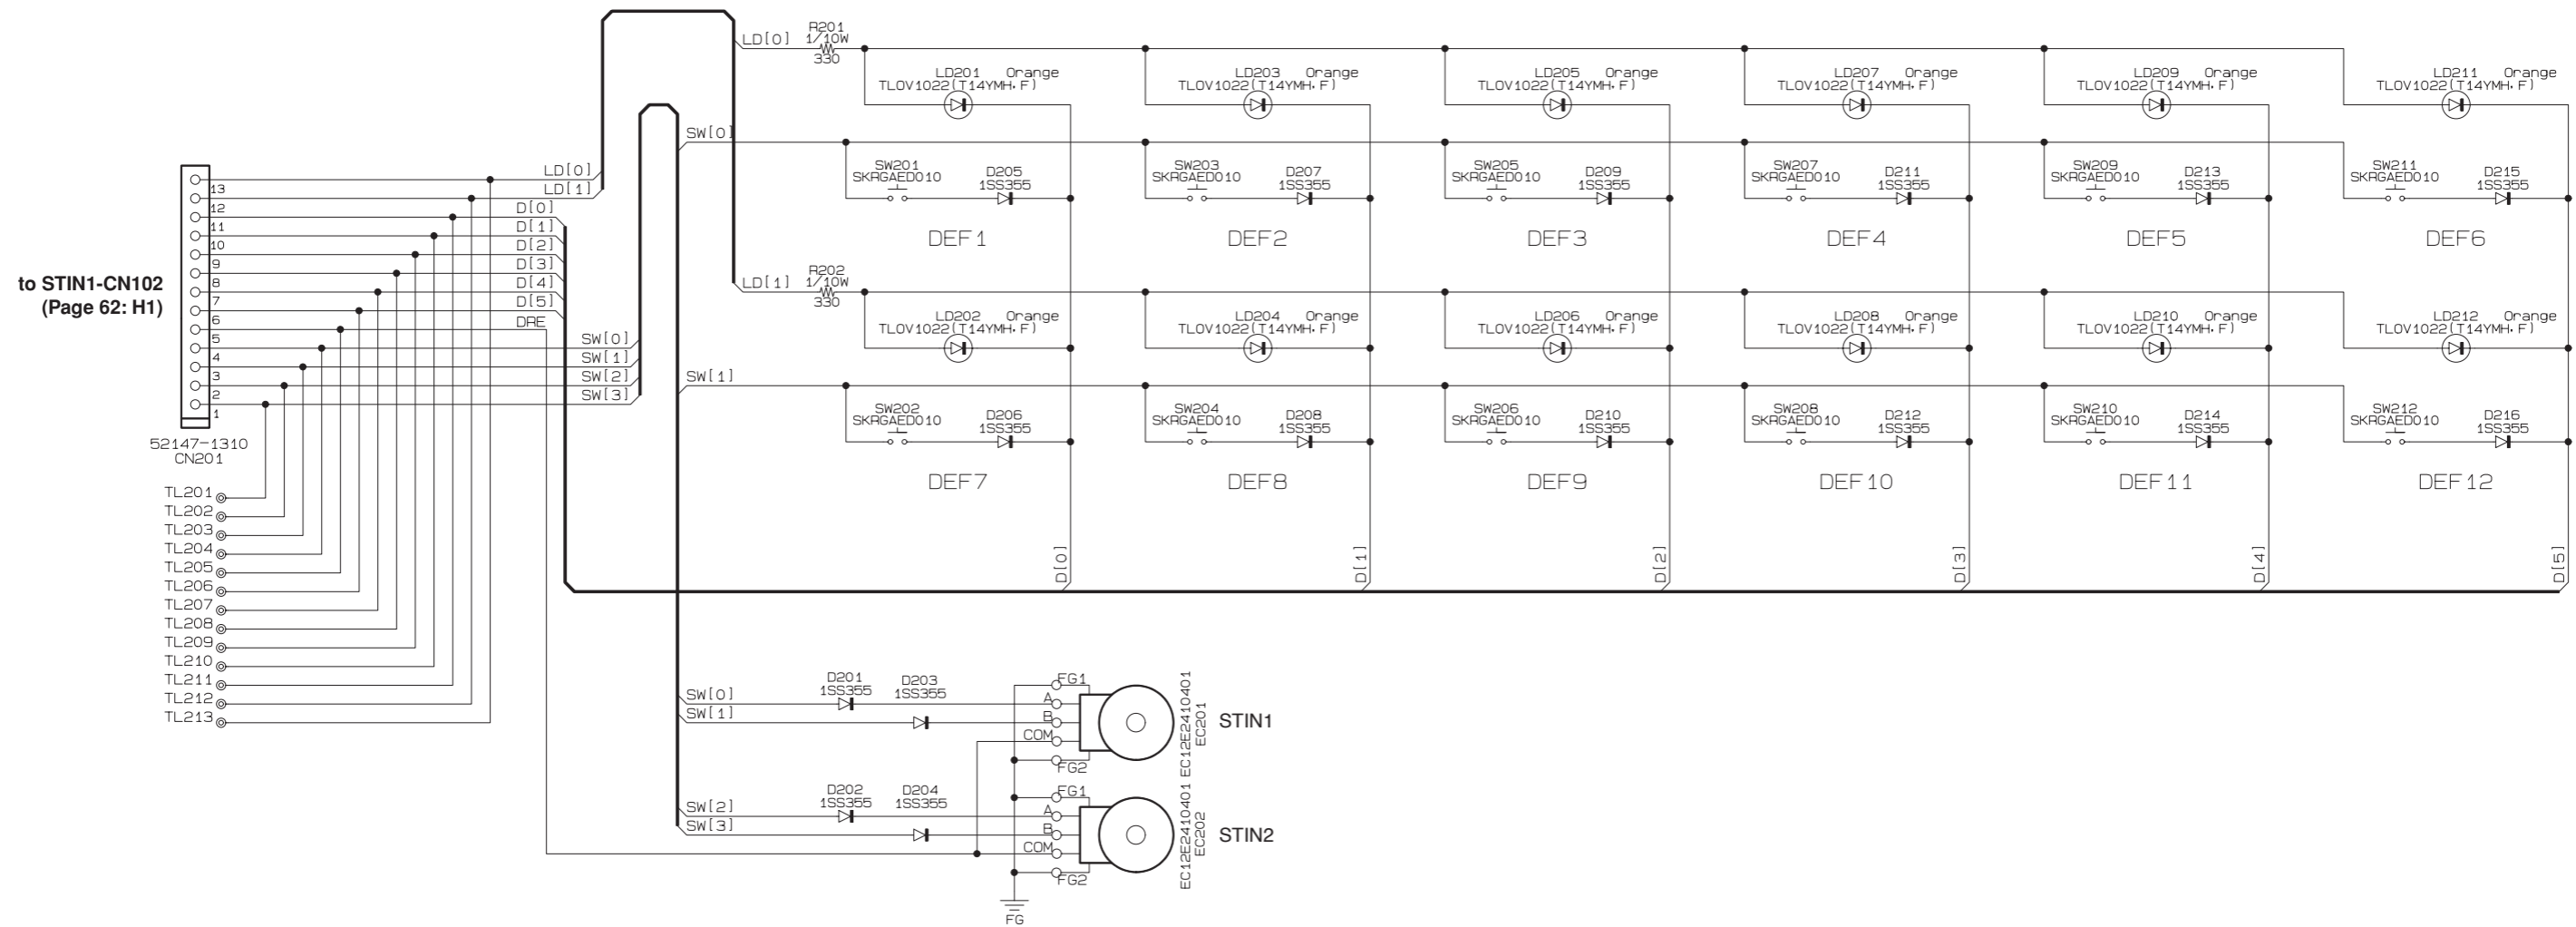 LD[0]
R201
1/10W
330
LD201 Orange
TLOV1022(T14YMH,F)
LD203 Orange
TLOV1022(T14YMH,F)
LD205 Orange
TLOV1022(T14YMH,F)
LD207 Orange
TLOV1022(T14YMH,F)
LD209 Orange
TLOV1022(T14YMH,F)
LD211 Orange
TLOV1022(T14YMH,F)
SW[0]
SW201
SKRGAED010
D205
1SS355
SW203
SKRGAED010
D207
1SS355
SW205
SKRGAED010
D209
1SS355
SW207
SKRGAED010
D211
1SS355
SW209
SKRGAED010
D213
1SS355
SW211
SKRGAED010
D215
1SS355
DEF1
DEF2
DEF3
DEF4
DEF5
DEF6
LD[1]
R202
1/10W
330
LD202 Orange
TLOV1022(T14YMH,F)
LD204 Orange
TLOV1022(T14YMH,F)
LD206 Orange
TLOV1022(T14YMH,F)
LD208 Orange
TLOV1022(T14YMH,F)
LD210 Orange
TLOV1022(T14YMH,F)
LD212 Orange
TLOV1022(T14YMH,F)
SW[1]
SW202
SKRGAED010
D206
1SS355
SW204
SKRGAED010
D208
1SS355
SW206
SKRGAED010
D210
1SS355
SW208
SKRGAED010
D212
1SS355
SW210
SKRGAED010
D214
1SS355
SW212
SKRGAED010
D216
1SS355
DEF7
DEF8
DEF9
DEF10
DEF11
DEF12
D[0]
D[1]
D[2]
D[3]
D[4]
D[5]
to STIN1-CN102
(Page 62: H1)
13
12
11
10
9
8
7
6
5
4
3
2
1
LD[0]
LD[1]
D[0]
D[1]
D[2]
D[3]
D[4]
D[5]
DRE
SW[0]
SW[1]
SW[2]
SW[3]
52147-1310
CN201
TL201
TL202
TL203
TL204
TL205
TL206
TL207
TL208
TL209
TL210
TL211
TL212
TL213
SW[0]
SW[1]
D201
1SS355
D203
1SS355
FG1
A
B
COM
FG2
EC12E2410401
EC201
STIN1
SW[2]
SW[3]
D202
1SS355
D204
1SS355
FG1
A
B
COM
FG2
EC12E2410401
EC202
STIN2
FG